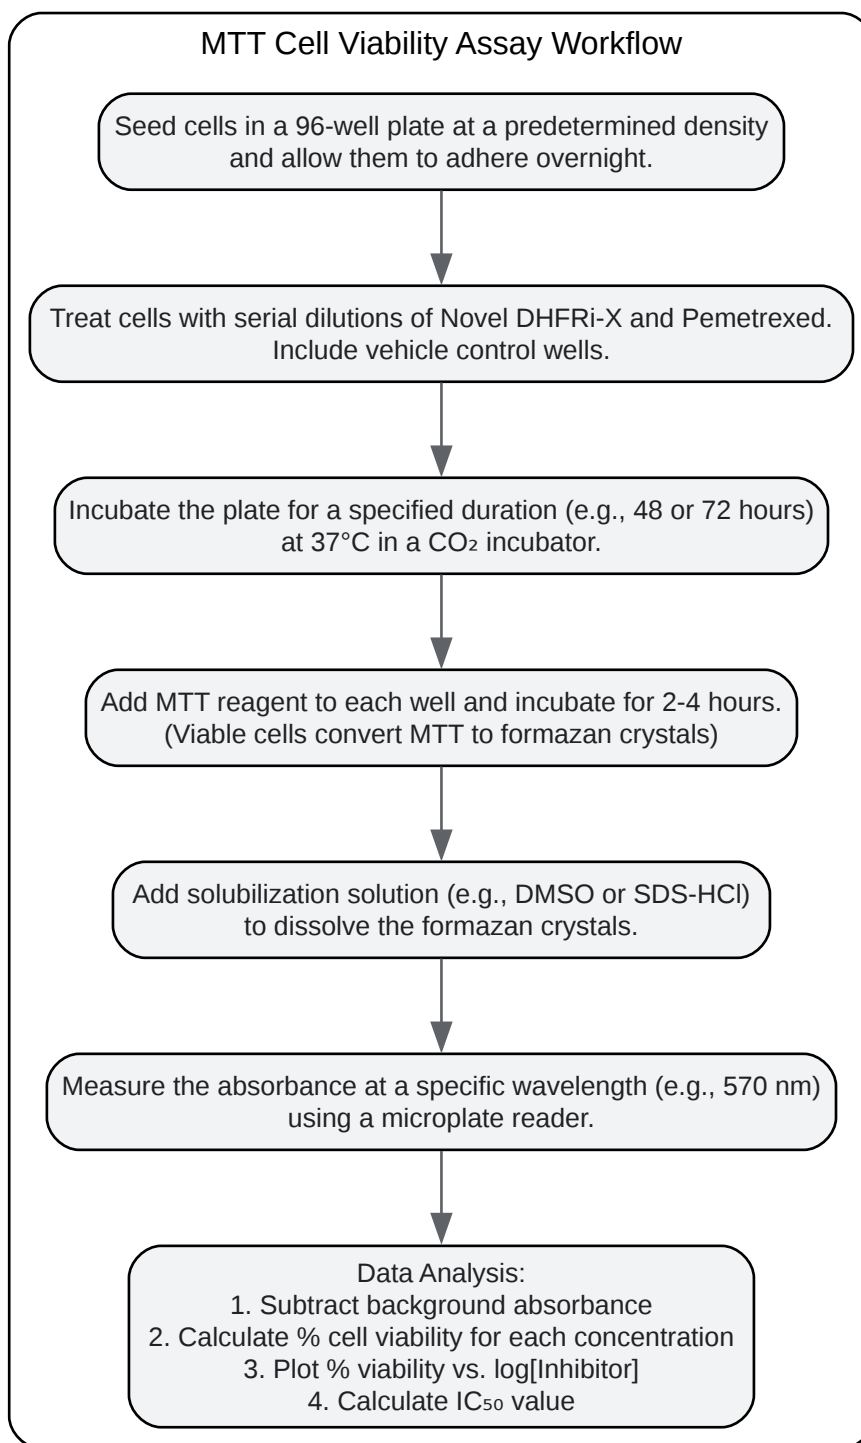 MTT Cell Viability Assay Workflow
Seed cells in a 96-well plate at a predetermined density
and allow them to adhere overnight.
Treat cells with serial dilutions of Novel DHFRi-X and Pemetrexed.
Include vehicle control wells.
Incubate the plate for a specified duration (e.g., 48 or 72 hours)
at 37°C in a CO₂ incubator.
Add MTT reagent to each well and incubate for 2-4 hours.
(Viable cells convert MTT to formazan crystals)
Add solubilization solution (e.g., DMSO or SDS-HCl)
to dissolve the formazan crystals.
Measure the absorbance at a specific wavelength (e.g., 570 nm)
using a microplate reader.
Data Analysis:
1. Subtract background absorbance
2. Calculate % cell viability for each concentration
3. Plot % viability vs. log[Inhibitor]
4. Calculate IC₅₀ value